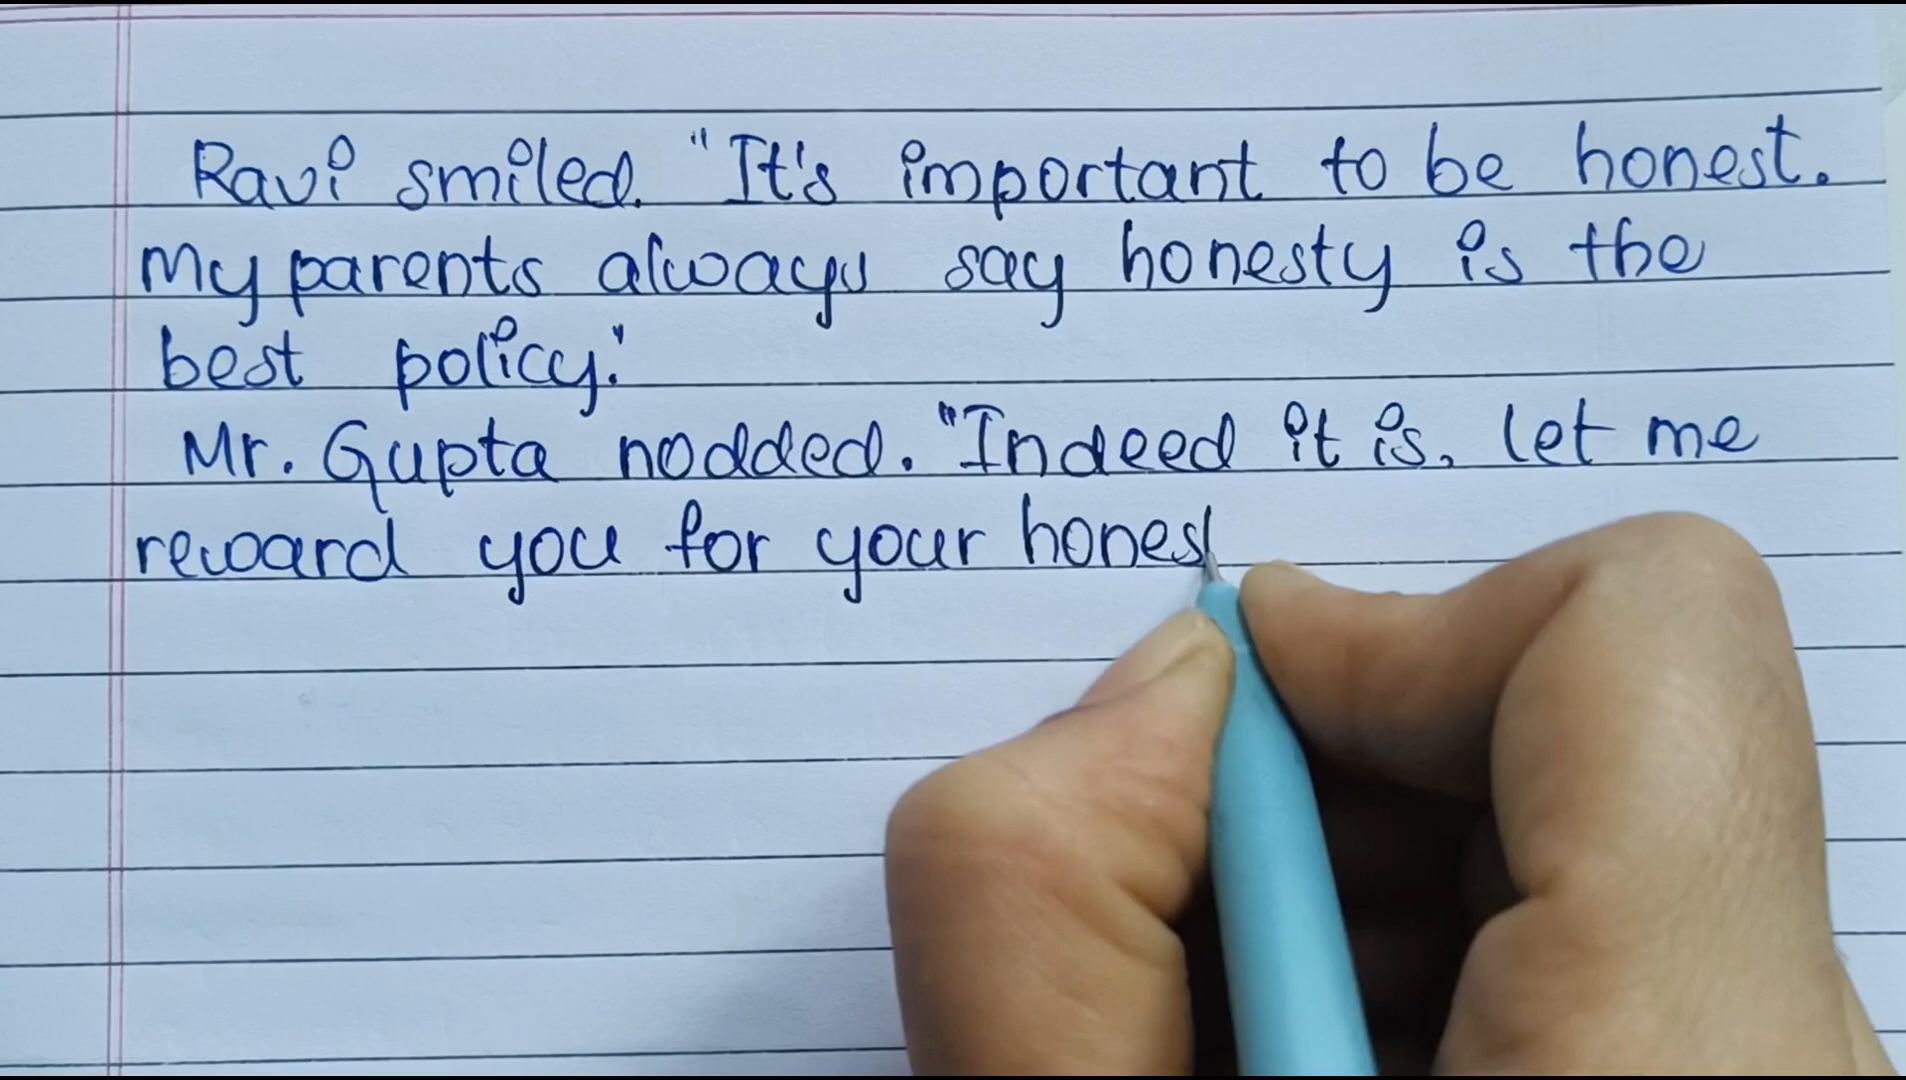 Ravi smiled. "It's important to be honest.
My parents always say honesty is the
best policy."
Mr. Gupta nodded. "Indeed it is. let me
reward you for your honest